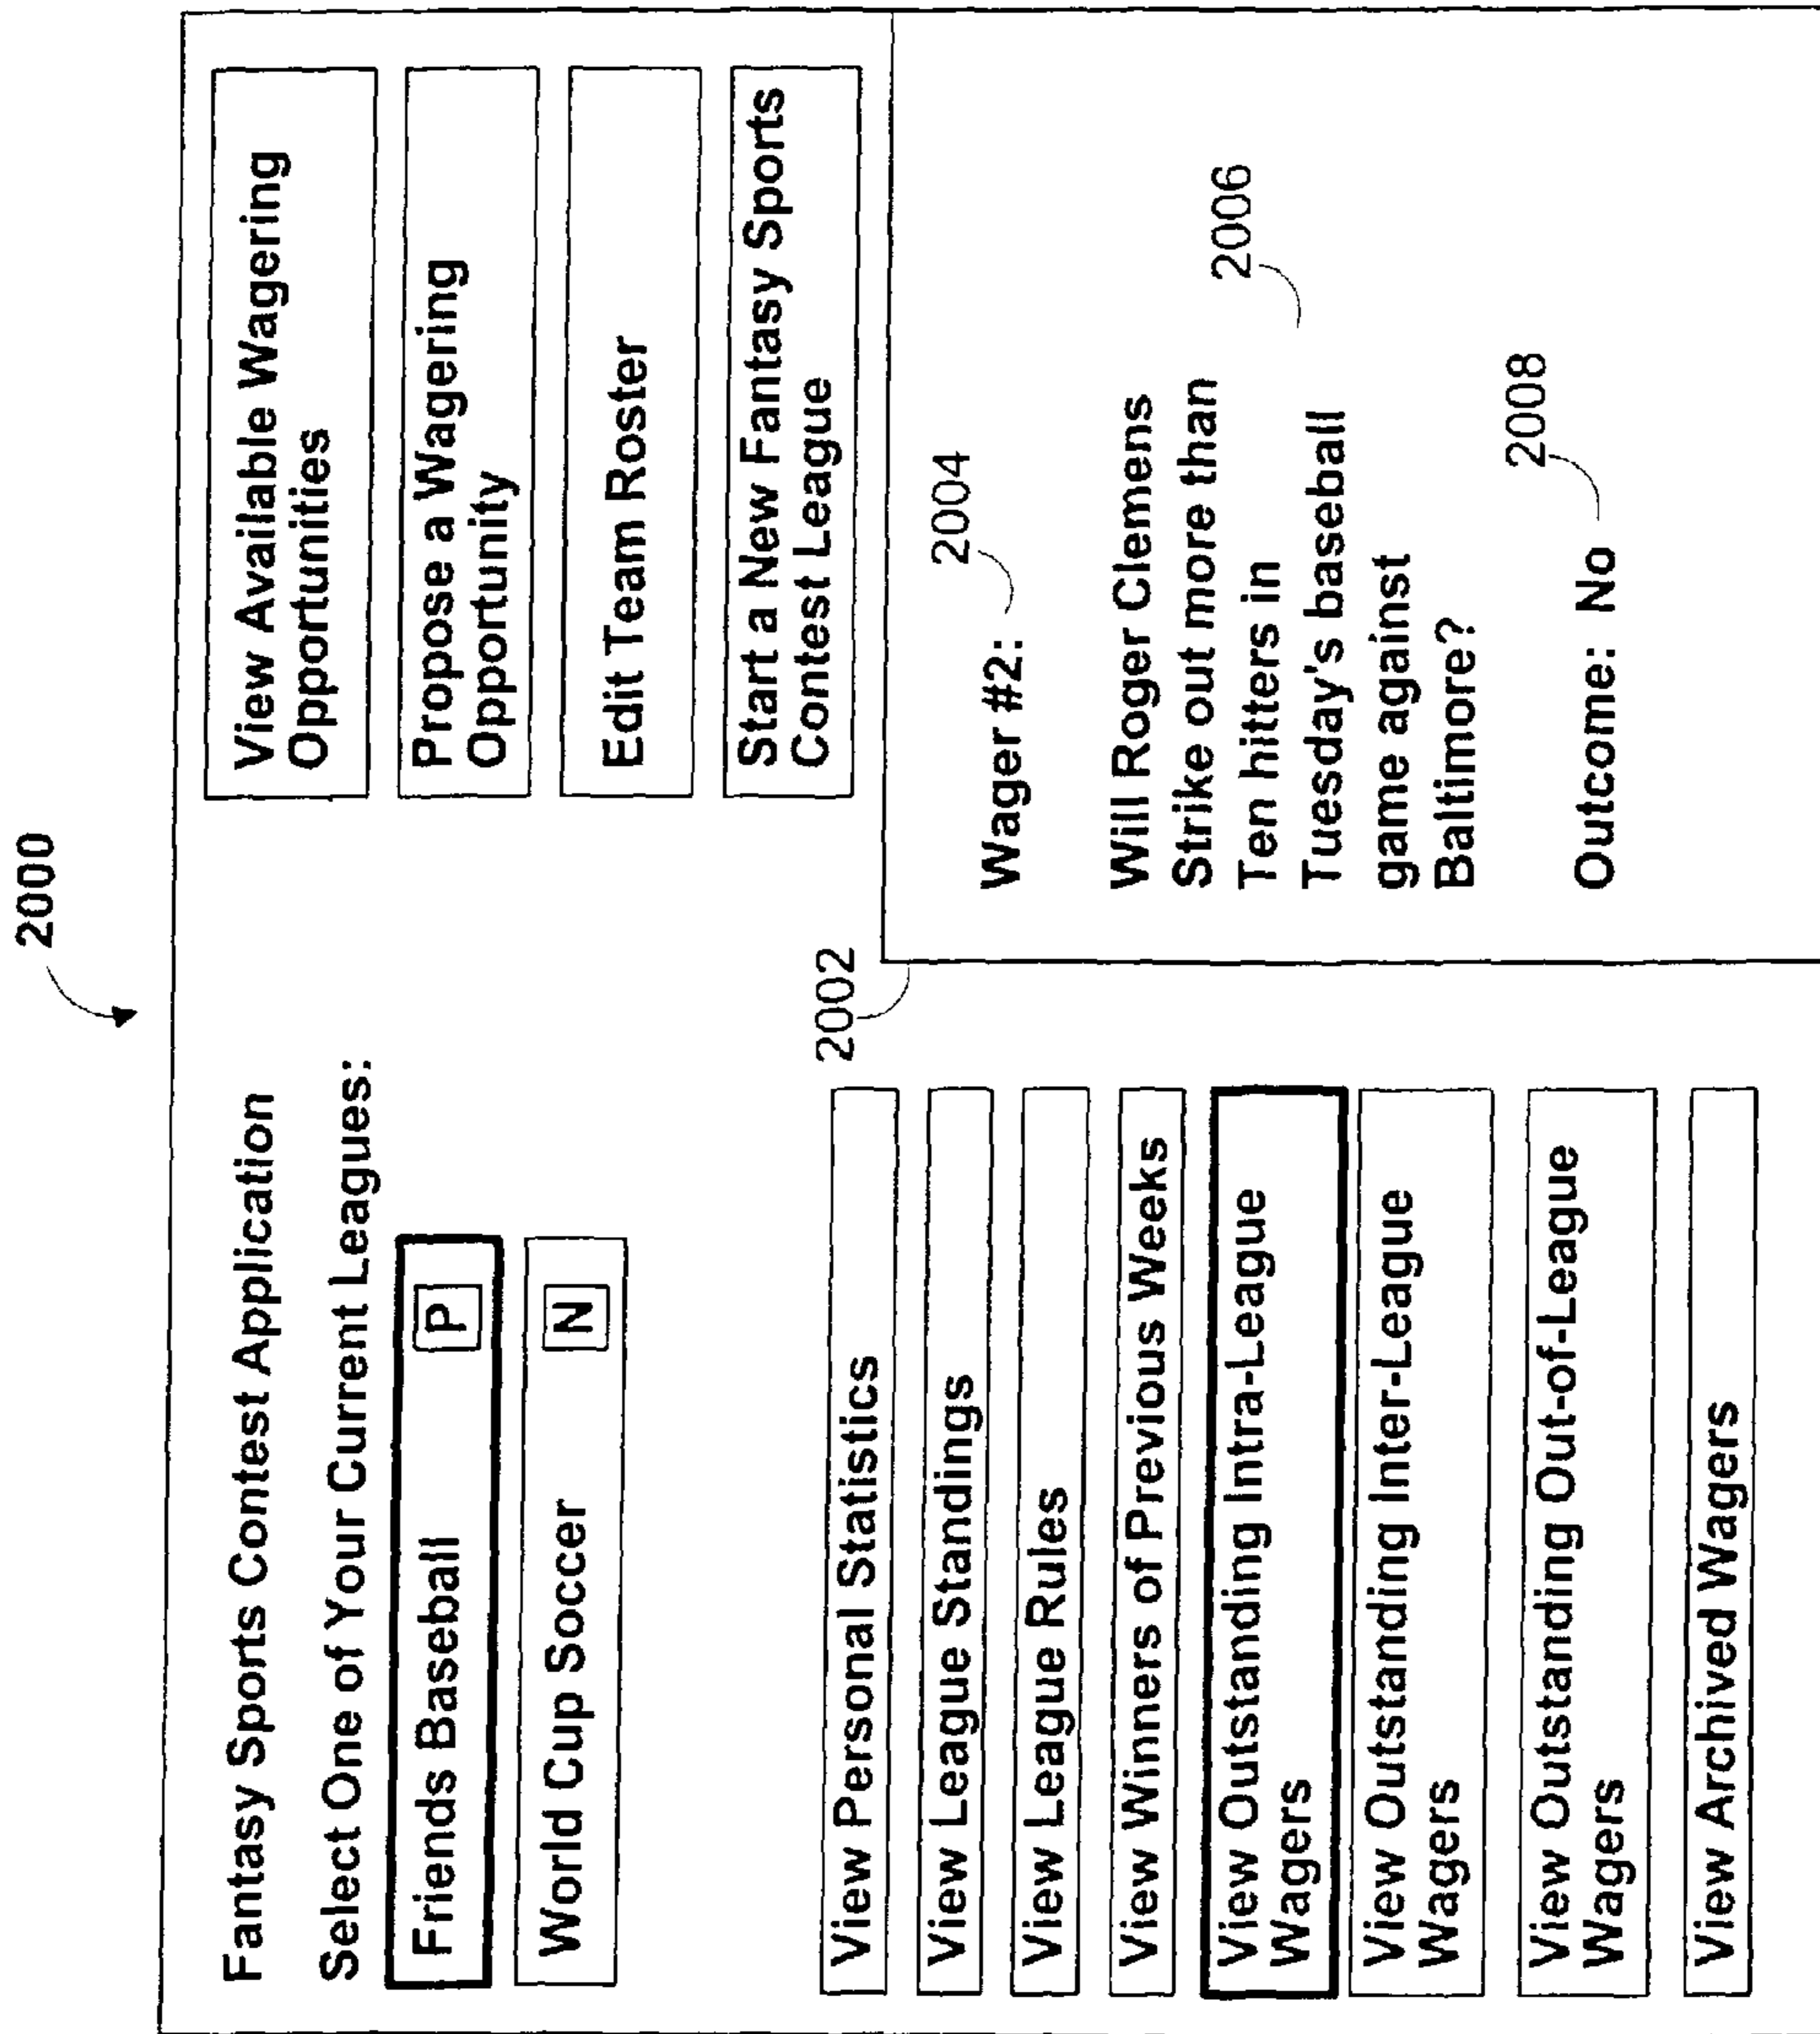 2000
Fantasy Sports Contest Application
Select One of Your Current Leagues:
Friends Baseball P
World Cup Soccer N
View Available Wagering
Opportunities
Propose a Wagering
Opportunity
Edit Team Roster
Start a New Fantasy Sports
Contest League
2002
View Personal Statistics
View League Standings
View League Rules
View Winners of Previous Weeks
View Outstanding Intra-League
Wagers
View Outstanding Inter-League
Wagers
View Outstanding Out-of-League
Wagers
View Archived Wagers
2004
Wager #2:
Will Roger Clemens
Strike out more than
Ten hitters in
Tuesday's baseball
game against
Baltimore?
2006
2008
Outcome: No